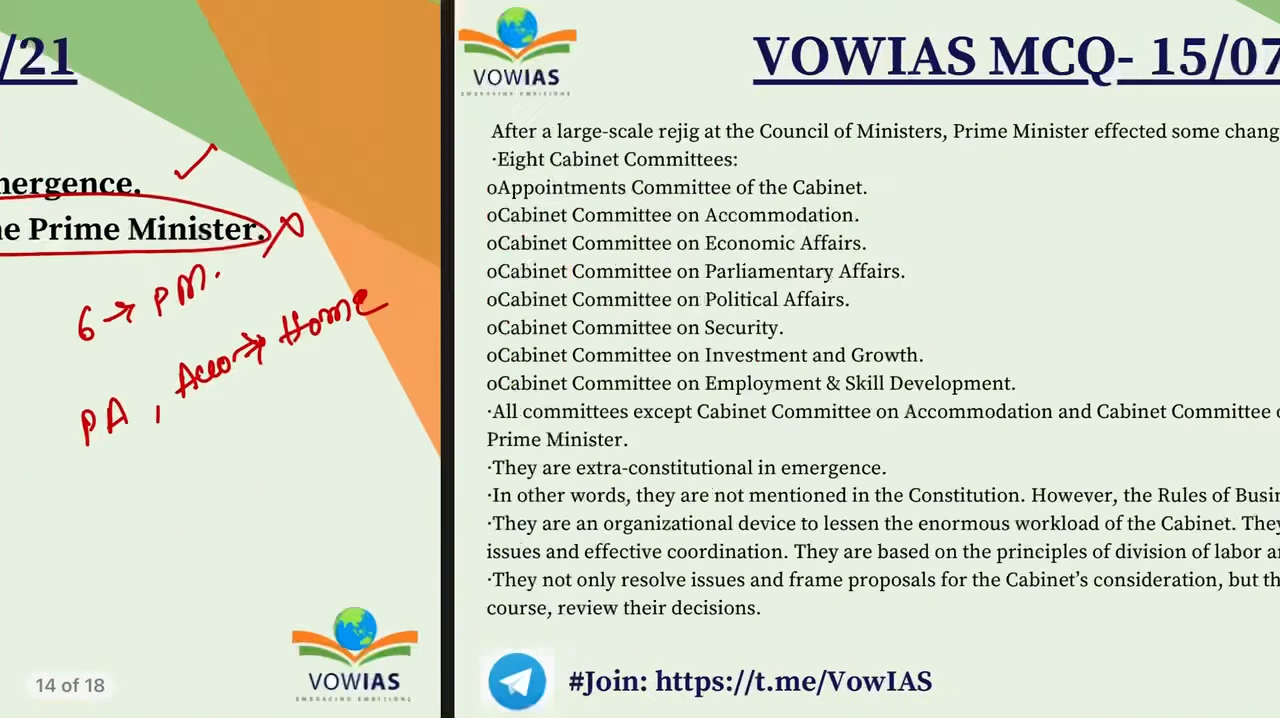 /21
mergence.
he Prime Minister.
6 → PM.
PA, Acco → Home
VOWIAS
EMBRACING EMBITIONS
14 of 18
VOWIAS
EMBRACING EMBITIONS
VOWIAS MCQ- 15/07
After a large-scale rejig at the Council of Ministers, Prime Minister effected some chang
·Eight Cabinet Committees:
oAppointments Committee of the Cabinet.
oCabinet Committee on Accommodation.
oCabinet Committee on Economic Affairs.
oCabinet Committee on Parliamentary Affairs.
oCabinet Committee on Political Affairs.
oCabinet Committee on Security.
oCabinet Committee on Investment and Growth.
oCabinet Committee on Employment & Skill Development.
·All committees except Cabinet Committee on Accommodation and Cabinet Committee o
Prime Minister.
·They are extra-constitutional in emergence.
·In other words, they are not mentioned in the Constitution. However, the Rules of Busin
·They are an organizational device to lessen the enormous workload of the Cabinet. They
issues and effective coordination. They are based on the principles of division of labor an
·They not only resolve issues and frame proposals for the Cabinet's consideration, but th
course, review their decisions.
#Join: https://t.me/VowIAS